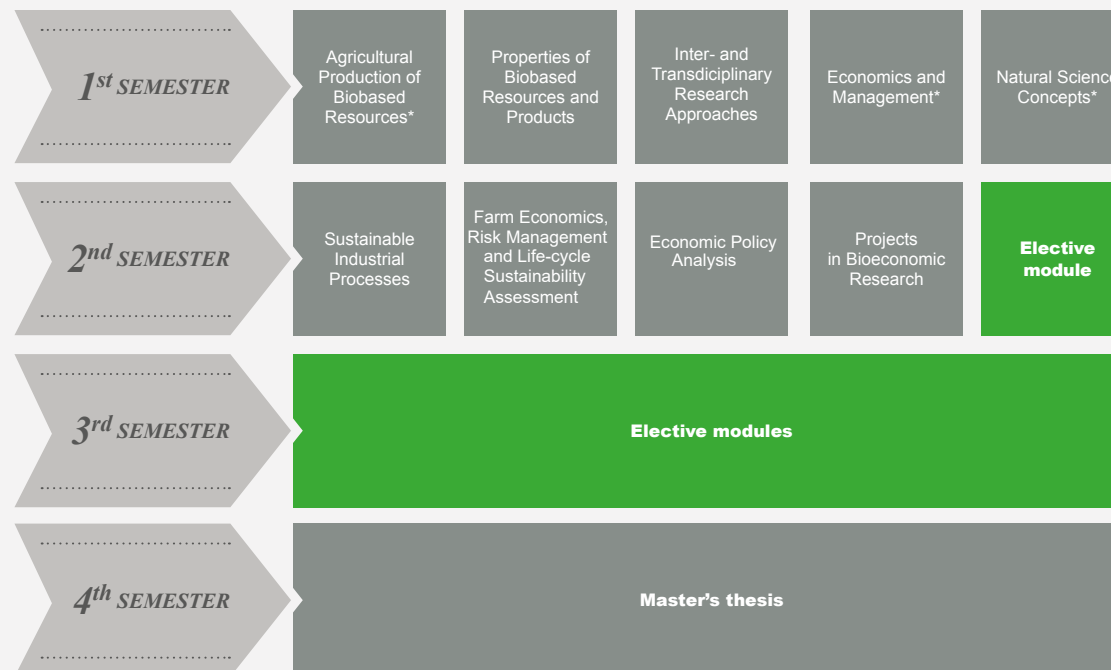 1st SEMESTER
Agricultural
Production of
Biobased
Resources*
Properties of
Biobased
Resources and
Products
Inter- and
Transdiciplinary
Research
Approaches
Economics and
Management*
Natural Science
Concepts*
2nd SEMESTER
Sustainable
Industrial
Processes
Farm Economics,
Risk Management
and Life-cycle
Sustainability
Assessment
Economic Policy
Analysis
Projects
in Bioeconomic
Research
Elective
module
3rd SEMESTER
Elective modules
4th SEMESTER
Master's thesis